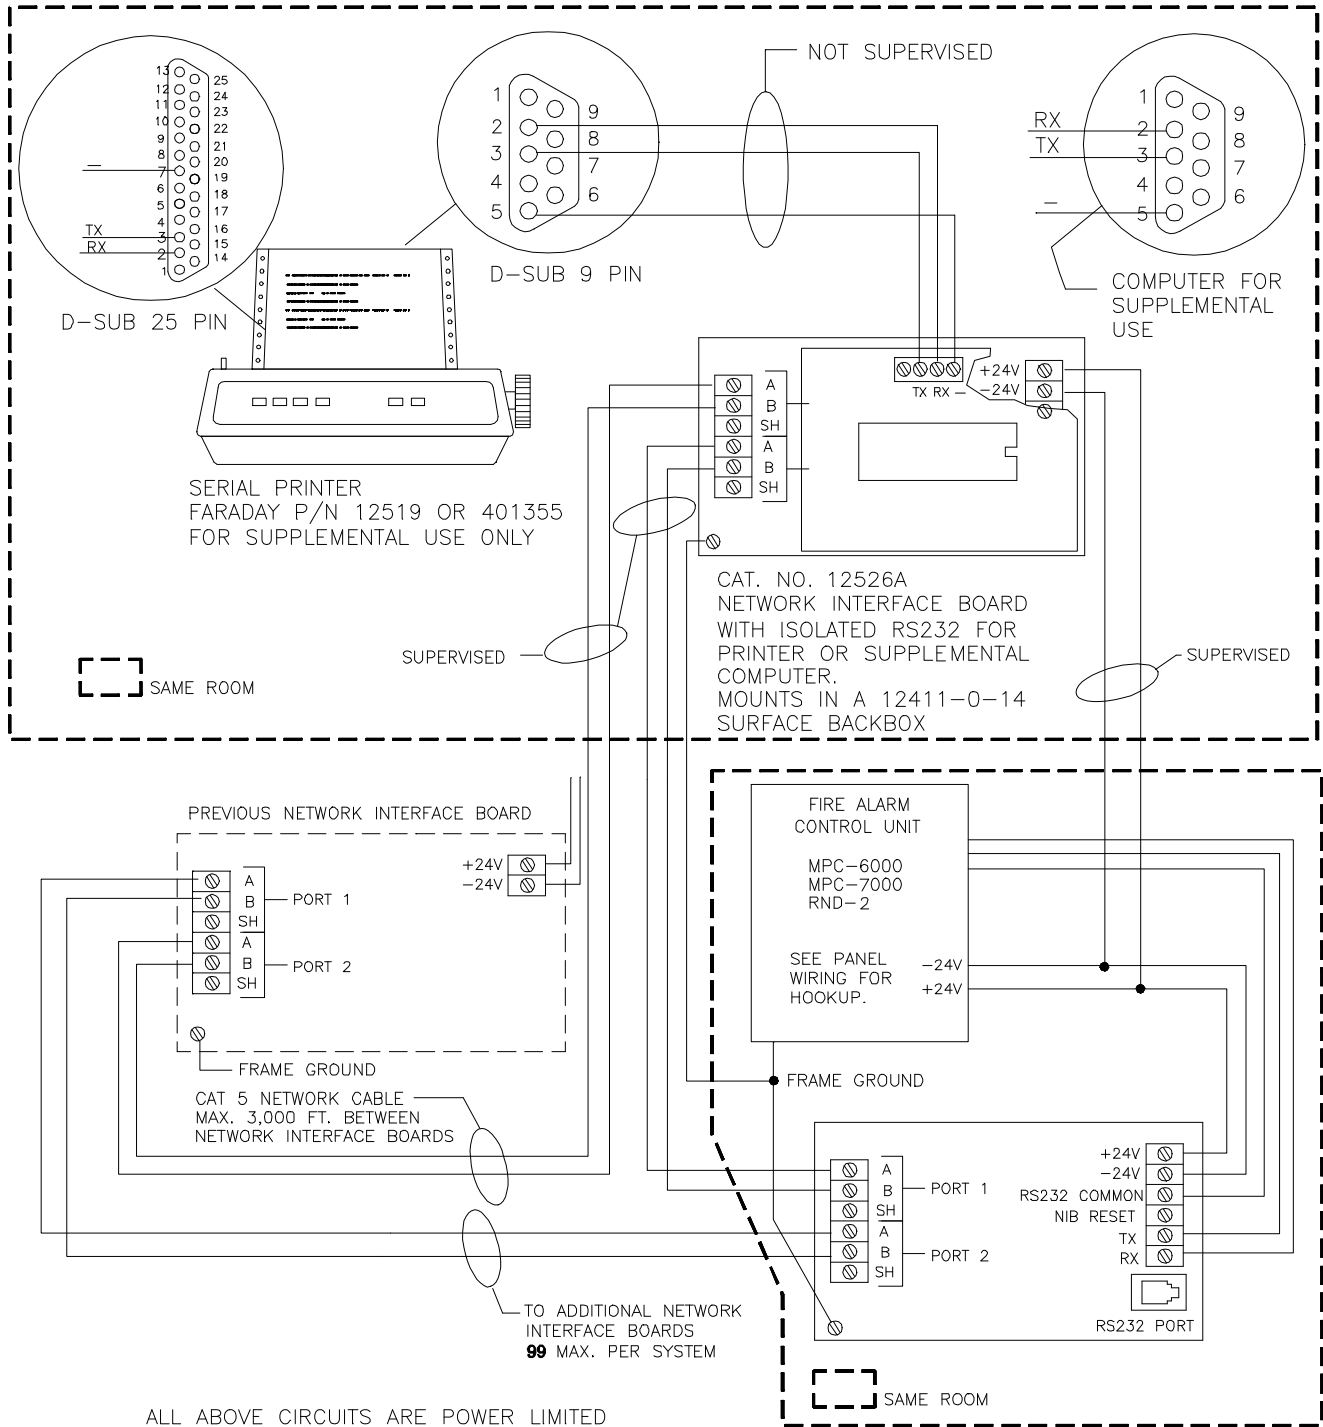 NOT SUPERVISED
13
12
11
10
9
8
7
6
5
4
3
2
1
25
24
23
22
21
20
19
18
17
16
15
14
–
TX
RX
D-SUB 25 PIN
1
2
3
4
5
9
8
7
6
D-SUB 9 PIN
RX
TX
–
1
2
3
4
5
9
8
7
6
COMPUTER FOR
SUPPLEMENTAL
USE
SERIAL PRINTER
FARADAY P/N 12519 OR 401355
FOR SUPPLEMENTAL USE ONLY
A
B
SH
A
B
SH
TX RX –
+24V
-24V
CAT. NO. 12526A
NETWORK INTERFACE BOARD
WITH ISOLATED RS232 FOR
PRINTER OR SUPPLEMENTAL
COMPUTER.
MOUNTS IN A 12411-0-14
SURFACE BACKBOX
SUPERVISED
SUPERVISED
SAME ROOM
PREVIOUS NETWORK INTERFACE BOARD
+24V
-24V
A
B
SH
A
B
SH
PORT 1
PORT 2
FRAME GROUND
CAT 5 NETWORK CABLE
MAX. 3,000 FT. BETWEEN
NETWORK INTERFACE BOARDS
FIRE ALARM
CONTROL UNIT
MPC-6000
MPC-7000
RND-2
SEE PANEL
WIRING FOR
HOOKUP.
-24V
+24V
FRAME GROUND
A
B
SH
A
B
SH
PORT 1
PORT 2
+24V
-24V
RS232 COMMON
NIB RESET
TX
RX
RS232 PORT
TO ADDITIONAL NETWORK
INTERFACE BOARDS
99 MAX. PER SYSTEM
SAME ROOM
ALL ABOVE CIRCUITS ARE POWER LIMITED